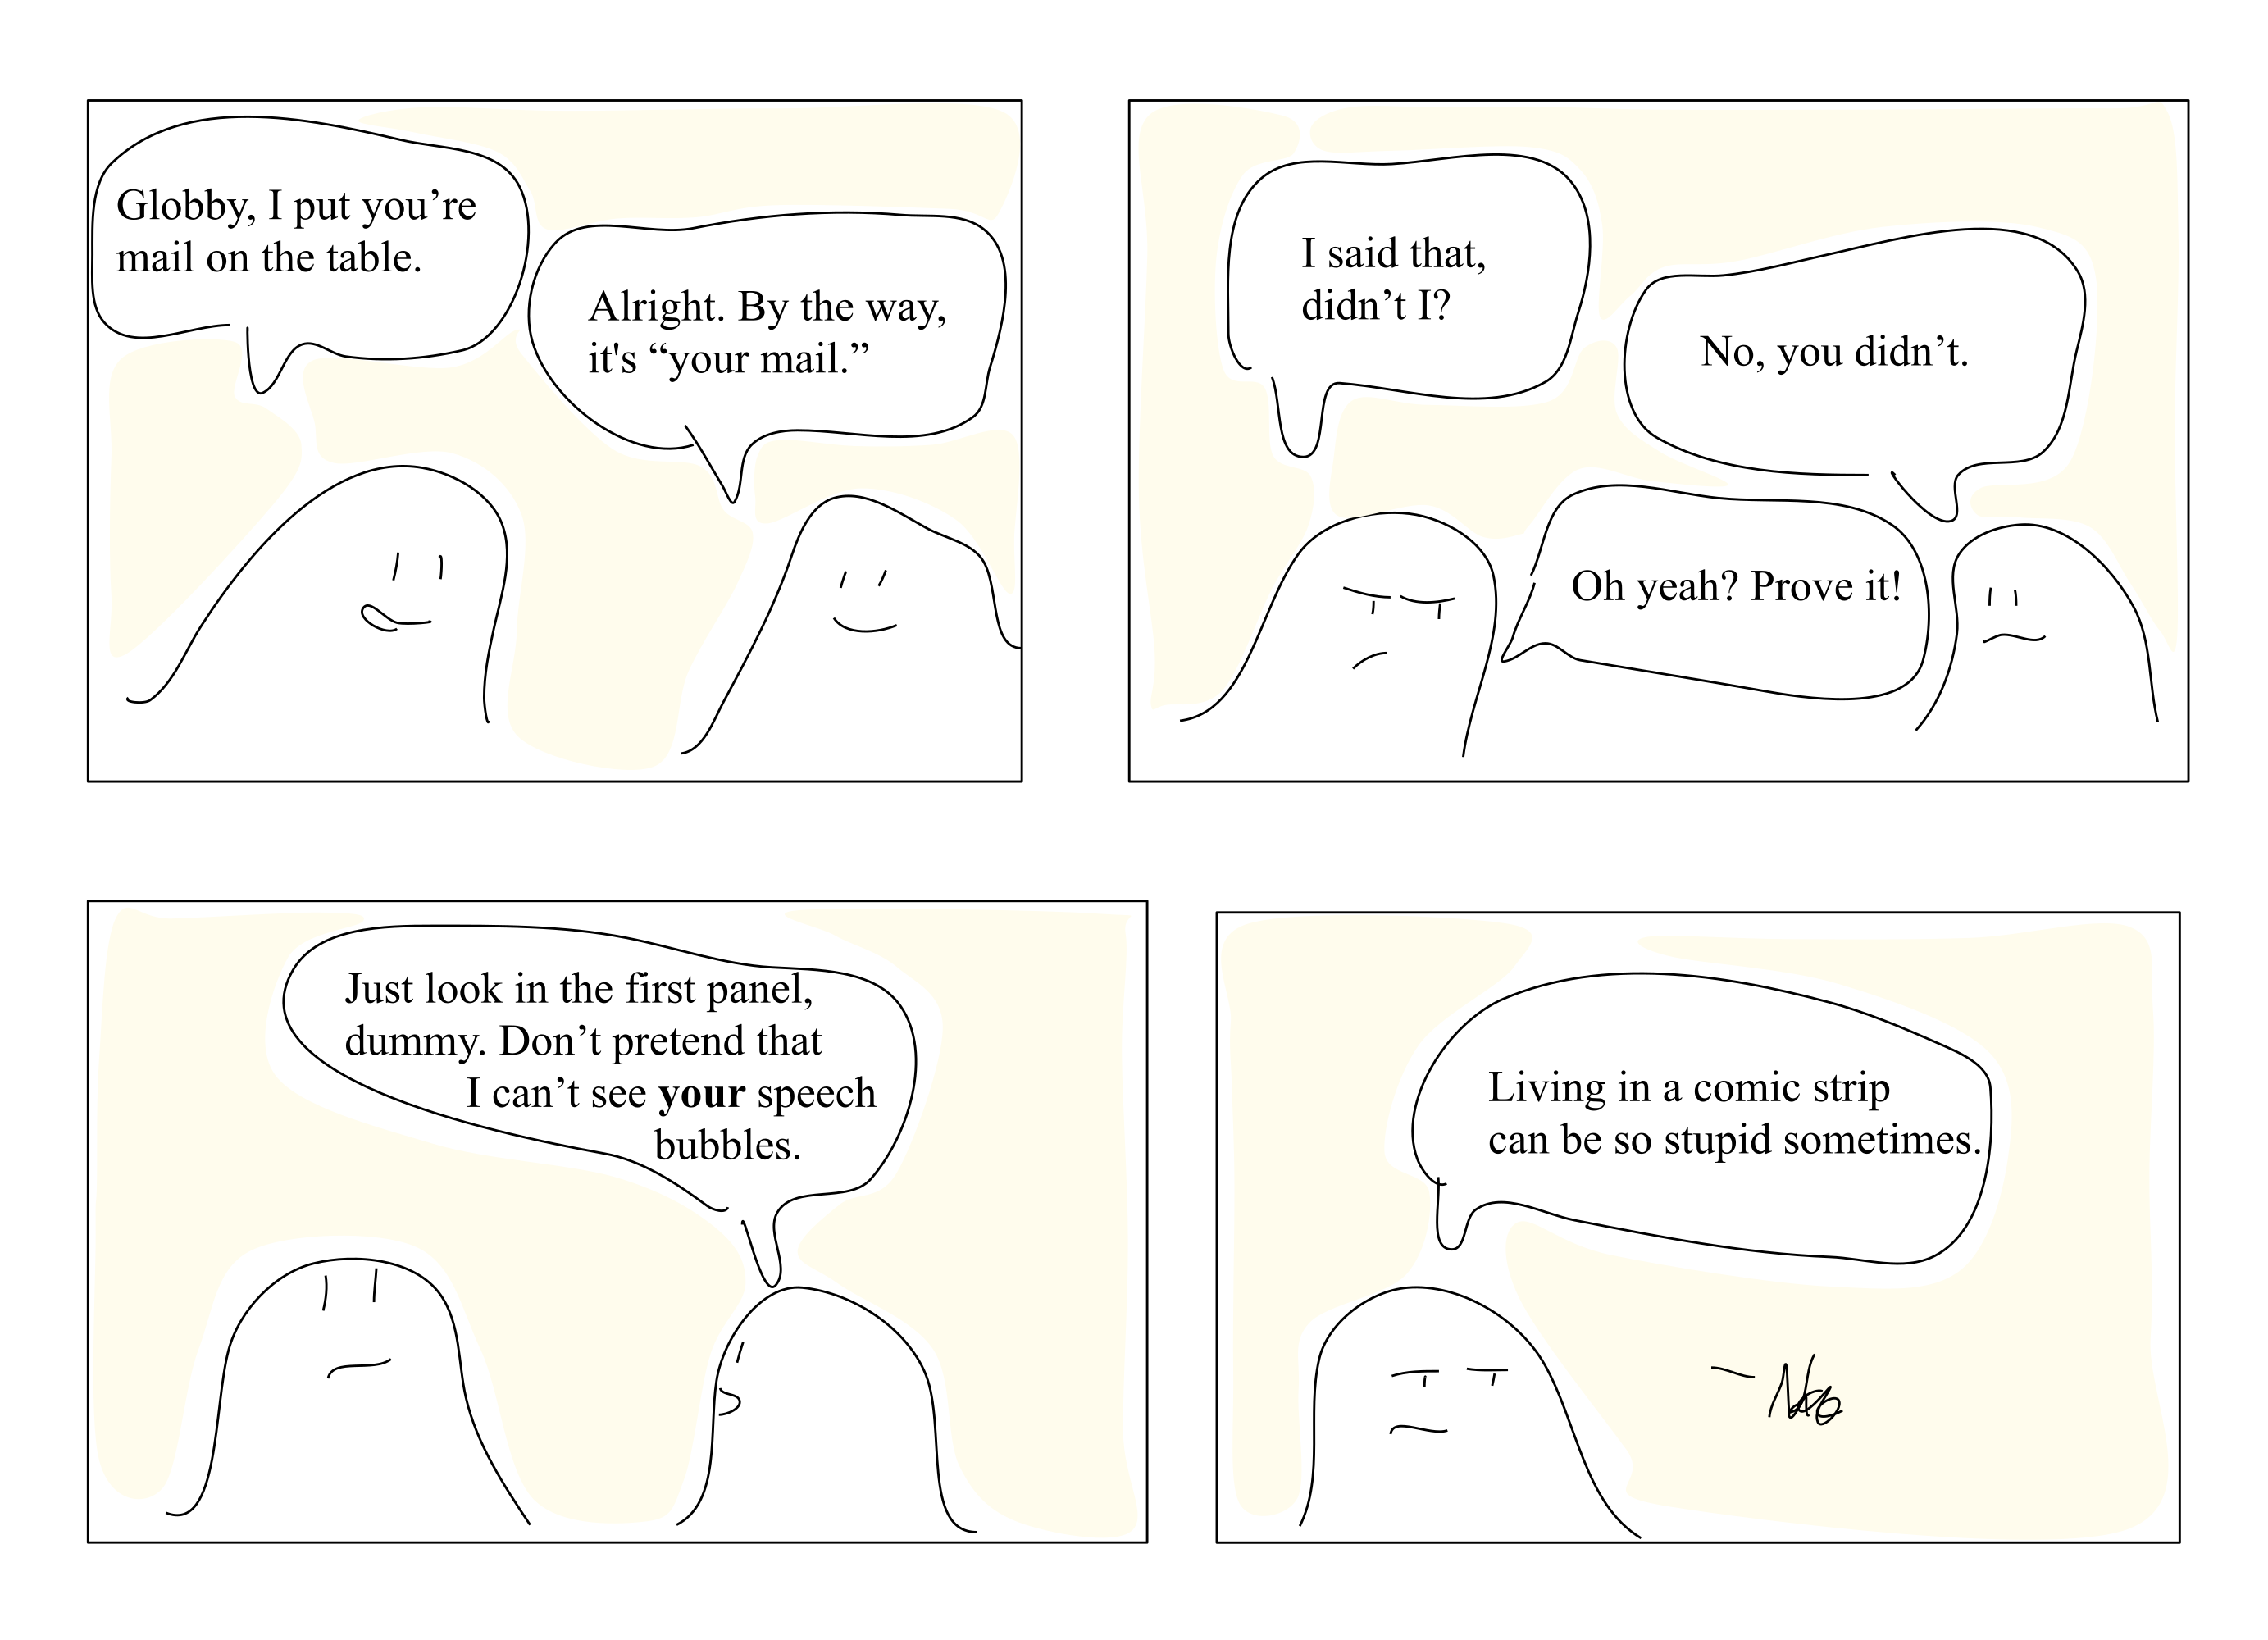 Globby, I put you’re
mail on the table.
Alright. By the way,
it's “your mail.”
I said that,
didn’t I?
No, you didn’t.
Oh yeah? Prove it!
Just look in the first panel,
dummy. Don’t pretend that
I can’t see your speech
bubbles.
Living in a comic strip
can be so stupid sometimes.